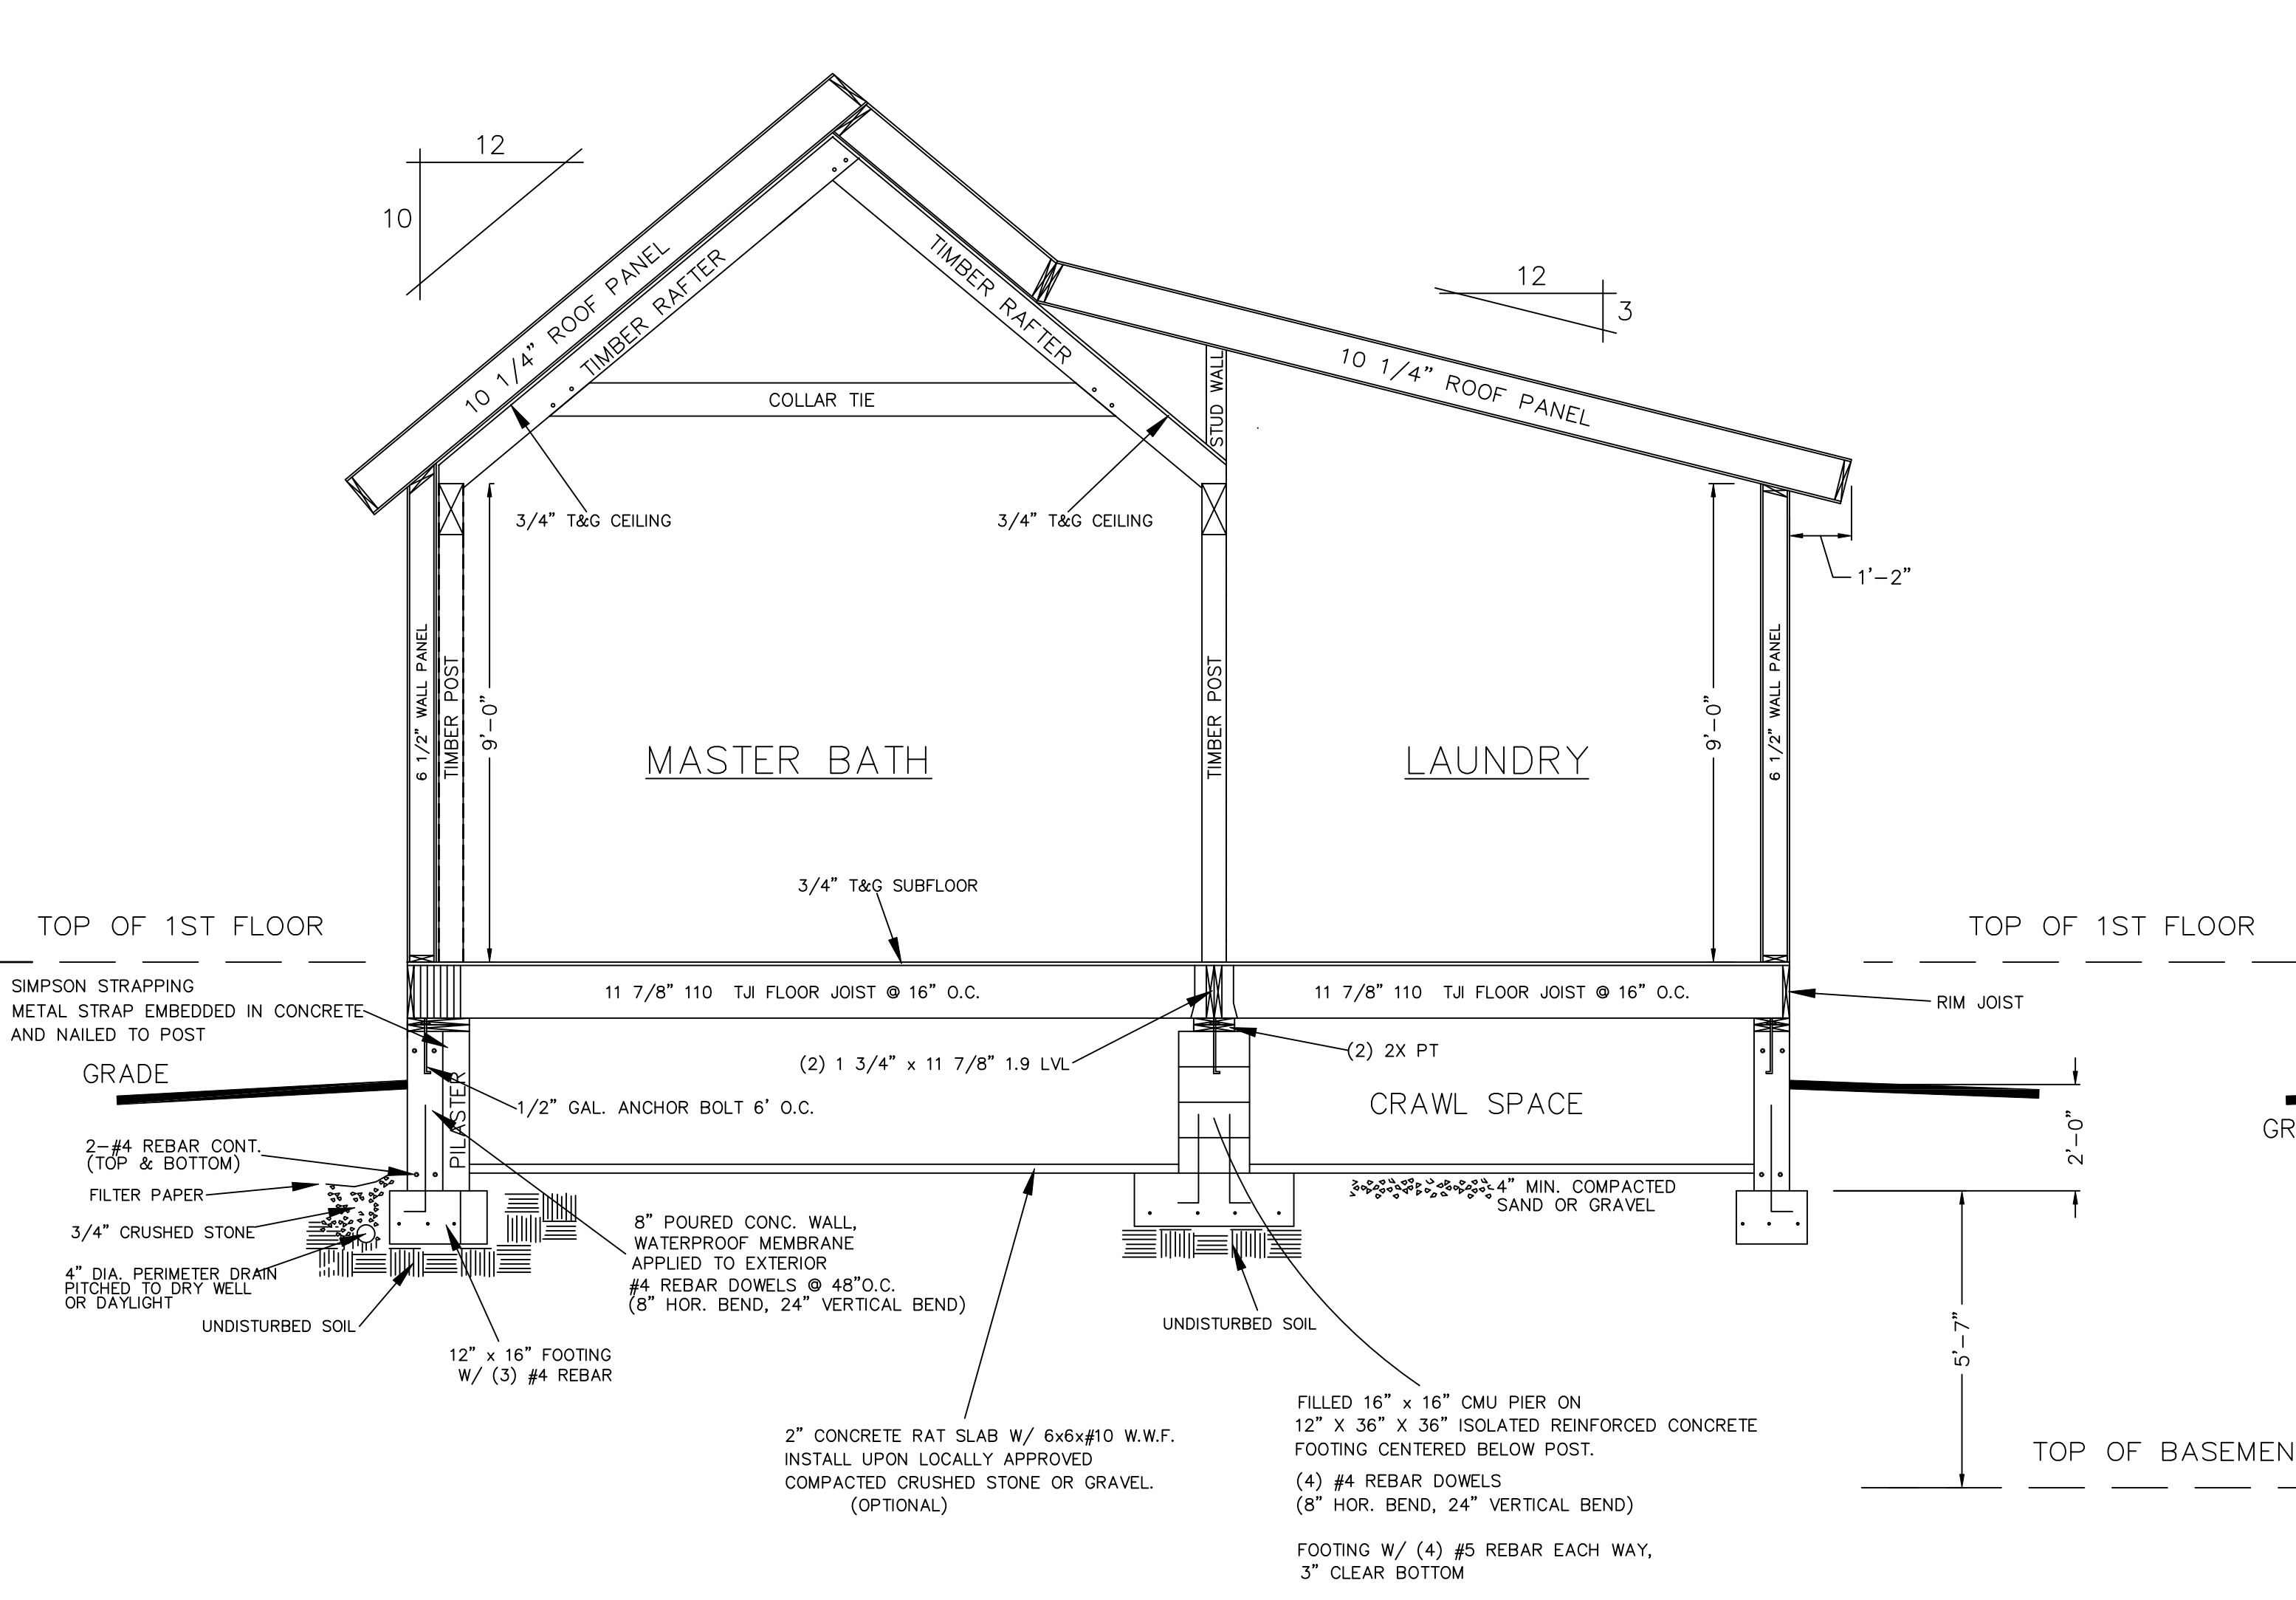 12
10
10 1/4" ROOF PANEL
TIMBER RAFTER
TIMBER RAFTER
12
3
10 1/4" ROOF PANEL
COLLAR TIE
STUD WALL
3/4" T&G CEILING
3/4" T&G CEILING
1'-2"
6 1/2" WALL PANEL
TIMBER POST
9'-0"
MASTER BATH
TIMBER POST
LAUNDRY
9'-0"
6 1/2" WALL PANEL
3/4" T&G SUBFLOOR
TOP OF 1ST FLOOR
TOP OF 1ST FLOOR
SIMPSON STRAPPING
METAL STRAP EMBEDDED IN CONCRETE
AND NAILED TO POST
11 7/8" 110 TJI FLOOR JOIST @ 16" O.C.
11 7/8" 110 TJI FLOOR JOIST @ 16" O.C.
RIM JOIST
(2) 1 3/4" x 11 7/8" 1.9 LVL
(2) 2X PT
GRADE
PILASTER
1/2" GAL. ANCHOR BOLT 6' O.C.
CRAWL SPACE
2'-0"
GR
2-#4 REBAR CONT.
(TOP & BOTTOM)
FILTER PAPER
3/4" CRUSHED STONE
4" DIA. PERIMETER DRAIN
PITCHED TO DRY WELL
OR DAYLIGHT
UNDISTURBED SOIL
12" x 16" FOOTING
W/ (3) #4 REBAR
8" POURED CONC. WALL,
WATERPROOF MEMBRANE
APPLIED TO EXTERIOR
#4 REBAR DOWELS @ 48"O.C.
(8" HOR. BEND, 24" VERTICAL BEND)
4" MIN. COMPACTED
SAND OR GRAVEL
UNDISTURBED SOIL
5'-7"
2" CONCRETE RAT SLAB W/ 6x6x#10 W.W.F.
INSTALL UPON LOCALLY APPROVED
COMPACTED CRUSHED STONE OR GRAVEL.
(OPTIONAL)
FILLED 16" x 16" CMU PIER ON
12" X 36" X 36" ISOLATED REINFORCED CONCRETE
FOOTING CENTERED BELOW POST.
(4) #4 REBAR DOWELS
(8" HOR. BEND, 24" VERTICAL BEND)
FOOTING W/ (4) #5 REBAR EACH WAY,
3" CLEAR BOTTOM
TOP OF BASEMEN